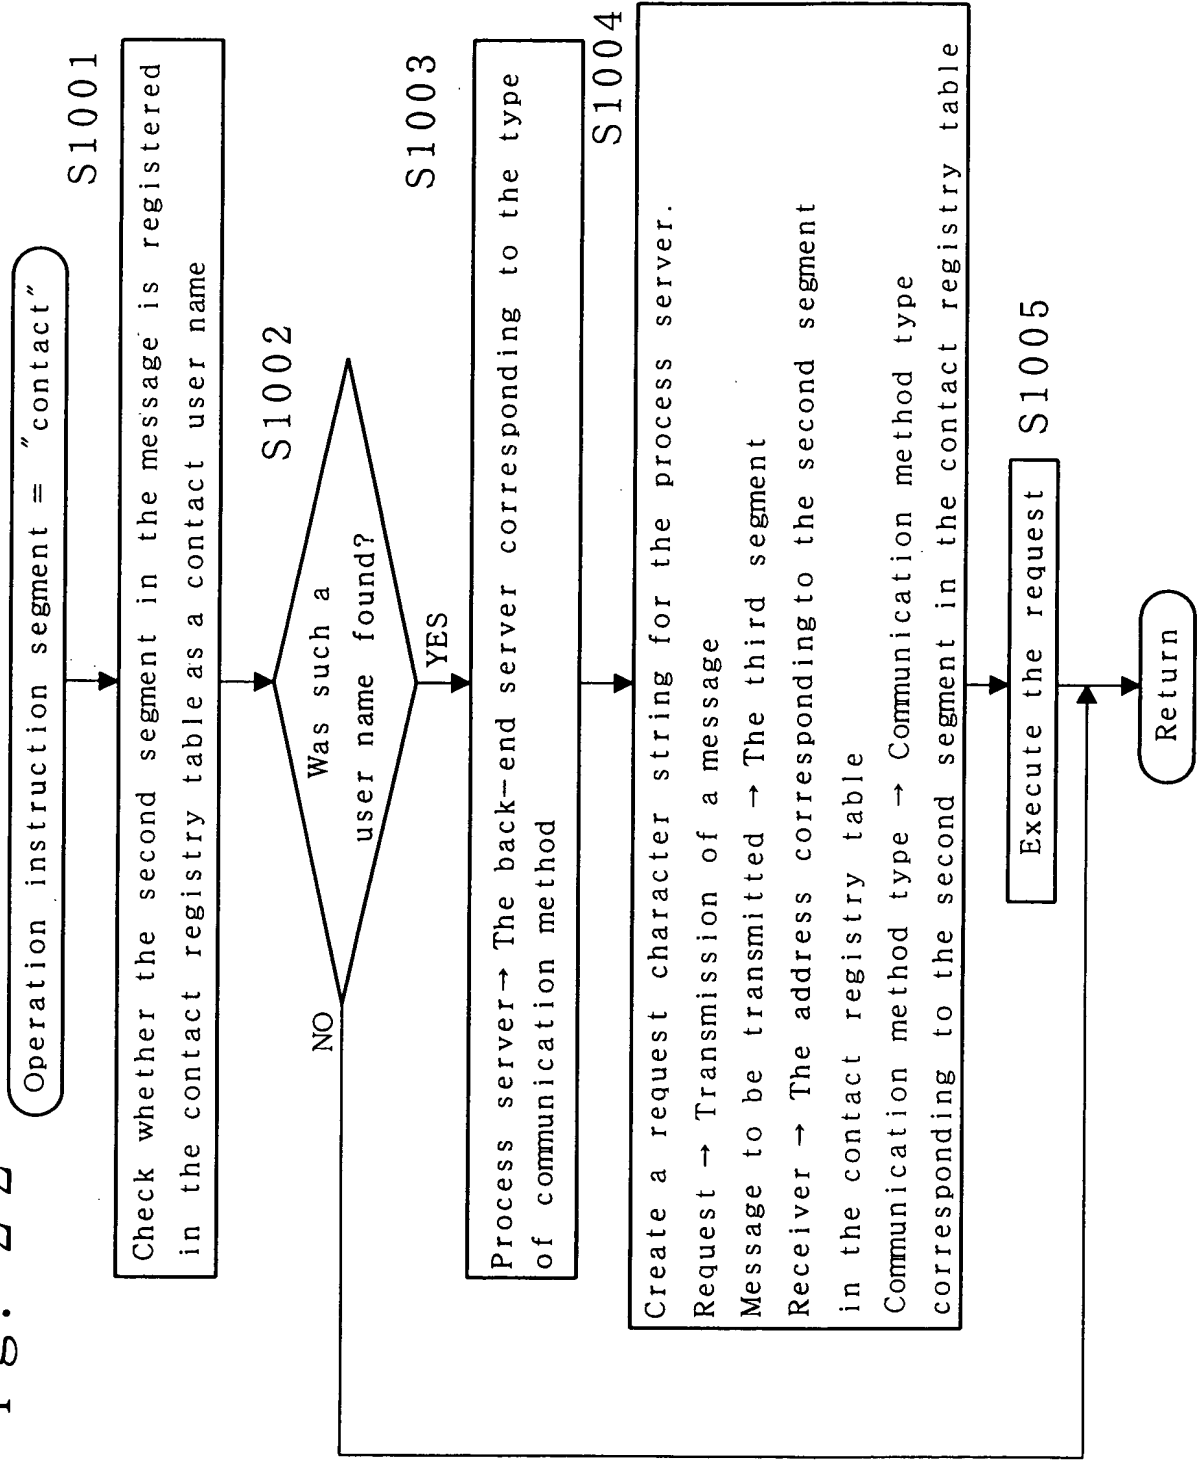 Fig. 22
Operation instruction segment = "contact"
S1001
Check whether the second segment in the message is registered
in the contact registry table as a contact user name
S1002
Was such a
user name found?
NO
YES
S1003
Process server→ The back-end server corresponding to the type
of communication method
S1004
Create a request character string for the process server.
Request → Transmission of a message
Message to be transmitted → The third segment
Receiver → The address corresponding to the second segment
in the contact registry table
Communication method type → Communication method type
corresponding to the second segment in the contact registry table
S1005
Execute the request
Return